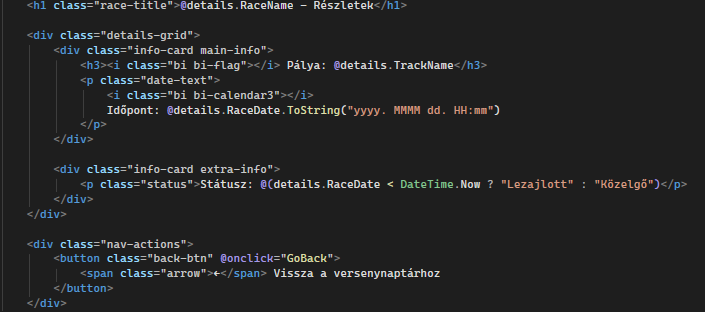 <h1 class="race-title">@details.RaceName - Részletek</h1>
<div class="details-grid">
<div class="info-card main-info">
<h3><i class="bi bi-flag"></i> Pálya: @details.TrackName</h3>
<p class="date-text">
<i class="bi bi-calendar3"></i>
Időpont: @details.RaceDate.ToString("yyyy. MMMM dd. HH:mm")
</p>
</div>
<div class="info-card extra-info">
<p class="status">Státusz: @(details.RaceDate < DateTime.Now ? "Lezajlott" : "Közelgő")</p>
</div>
</div>
<div class="nav-actions">
<button class="back-btn" @onclick="GoBack">
<span class="arrow">←</span> Vissza a versenynaptárhoz
</button>
</div>